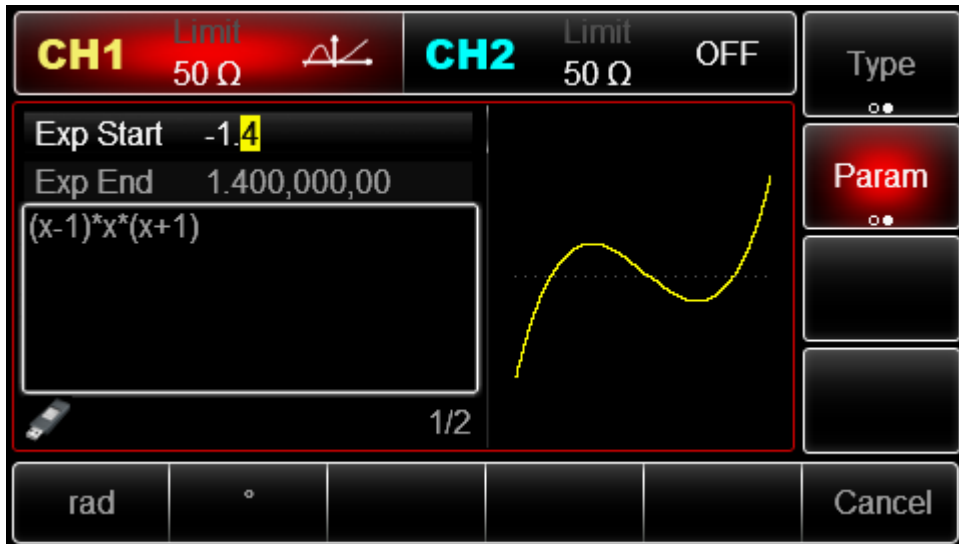 CH1 Limit 50 Ω
CH2 Limit 50 Ω OFF
Type
Exp Start -1.4
Exp End 1.400,000,00
(x-1)*x*(x+1)
1/2
Param
rad ° Cancel